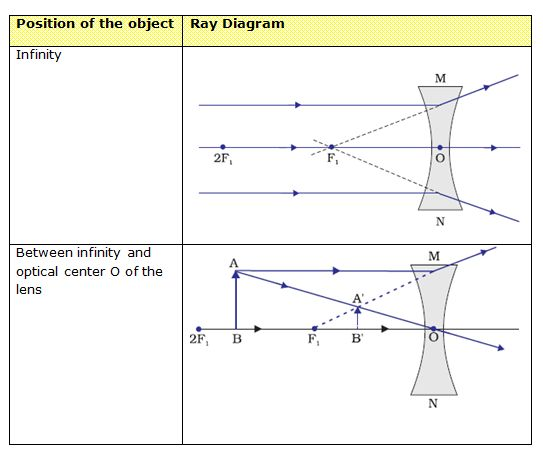 Position of the object
Ray Diagram
Infinity
M
2F₁
F₁
O
N
Between infinity and
optical center O of the
lens
A
M
A'
2F₁
B
F₁
B'
O
N